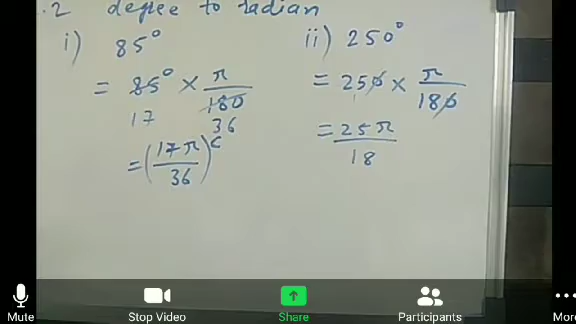 .2 degree to radian
i) 85°
= 85° × π/180
17 36
= (17π/36)ᶜ
ii) 250°
= 250 × π/180
= 25π/18
Mute Stop Video Share Participants More